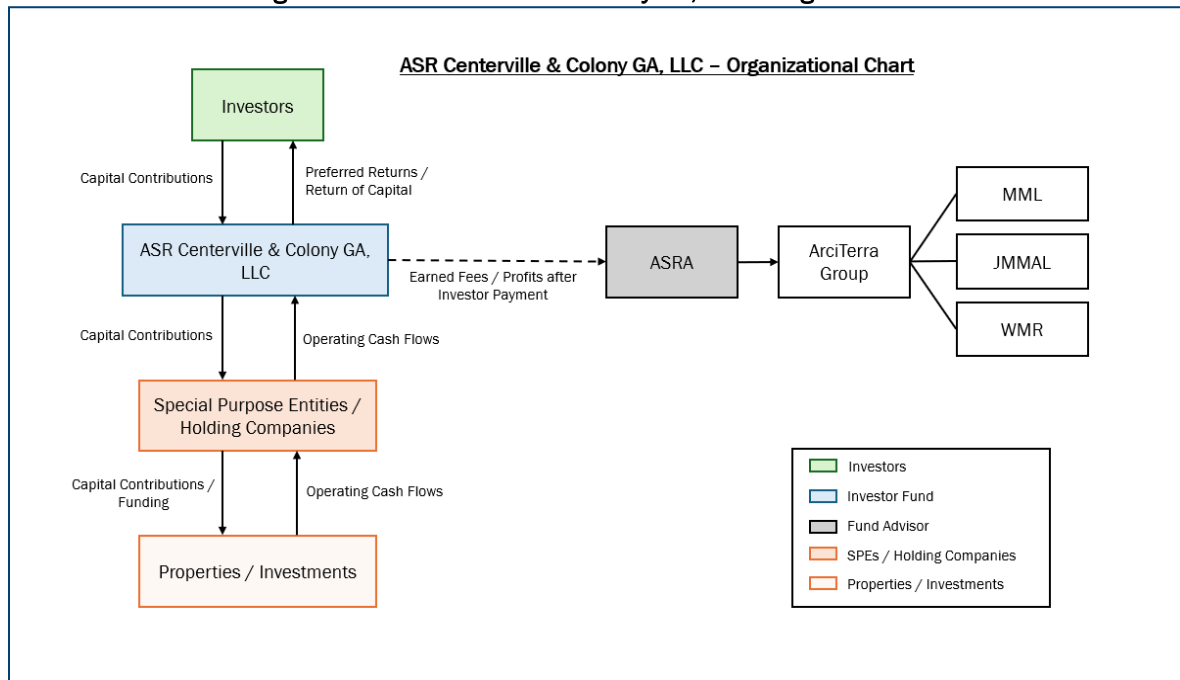 ASR Centerville & Colony GA, LLC – Organizational Chart
Investors
Capital Contributions
Preferred Returns /
Return of Capital
ASR Centerville & Colony GA,
LLC
Earned Fees / Profits after
Investor Payment
ASRA
ArciTerra
Group
MML
JMMAL
WMR
Capital Contributions
Operating Cash Flows
Special Purpose Entities /
Holding Companies
Capital Contributions /
Funding
Operating Cash Flows
Properties / Investments
Investors
Investor Fund
Fund Advisor
SPEs / Holding Companies
Properties / Investments